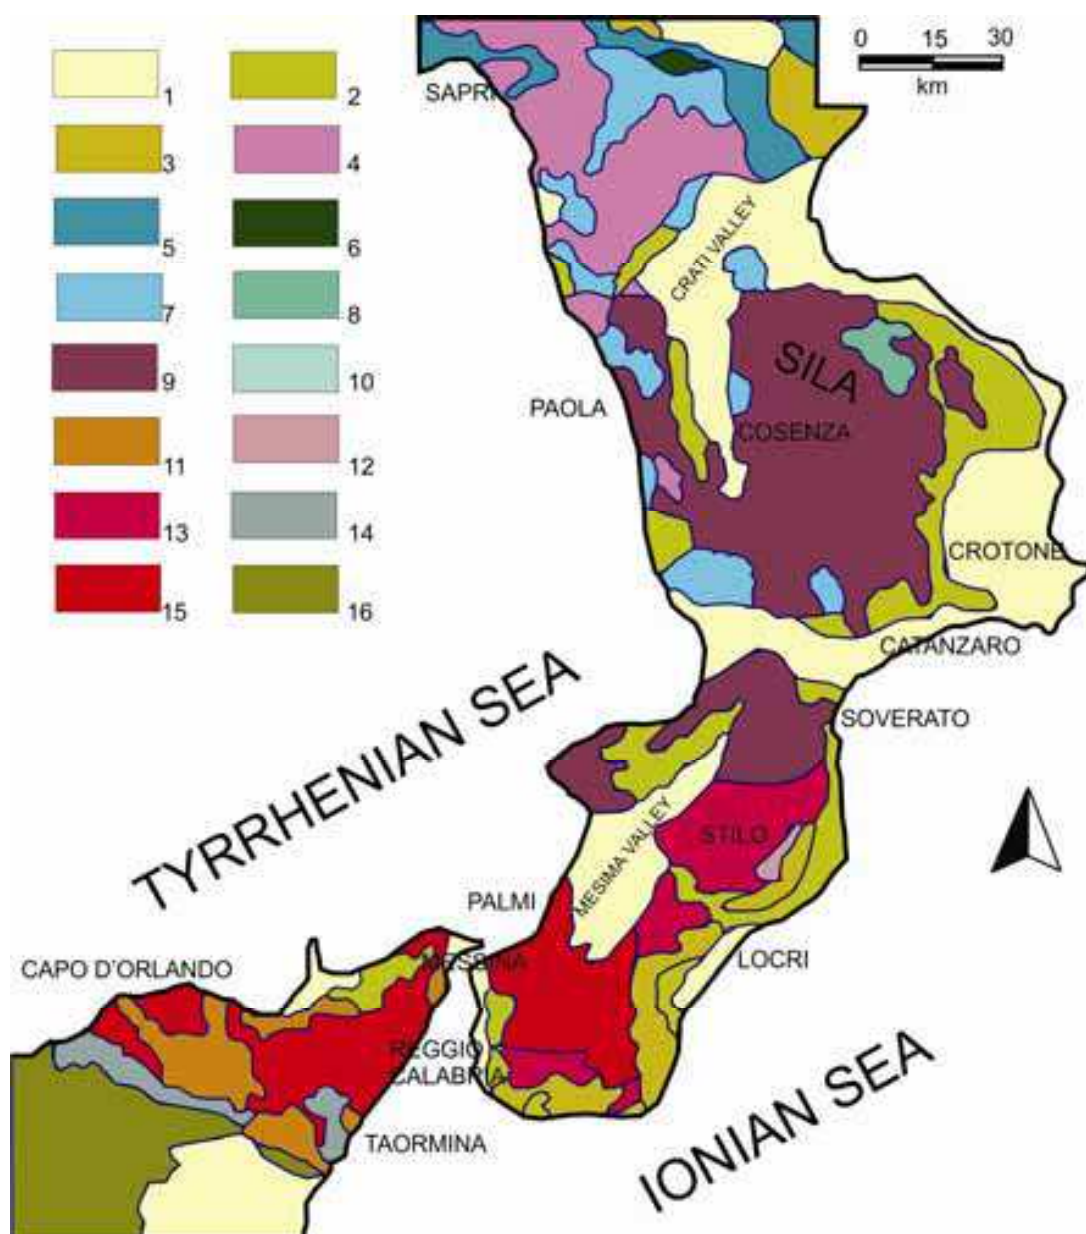 0 15 30
km
1 2
3 4
5 6
7 8
9 10
11 12
13 14
15 16
SAPRI
CRATI VALLEY
SILA
PAOLA
COSENZA
CROTONE
CATANZARO
SOVERATO
TYRRHENIAN SEA
MESIMA VALLEY
STILO
PALMI
CAPO D'ORLANDO
MESSINA
LOCRI
REGGIO
CALABRIA
TAORMINA
IONIAN SEA